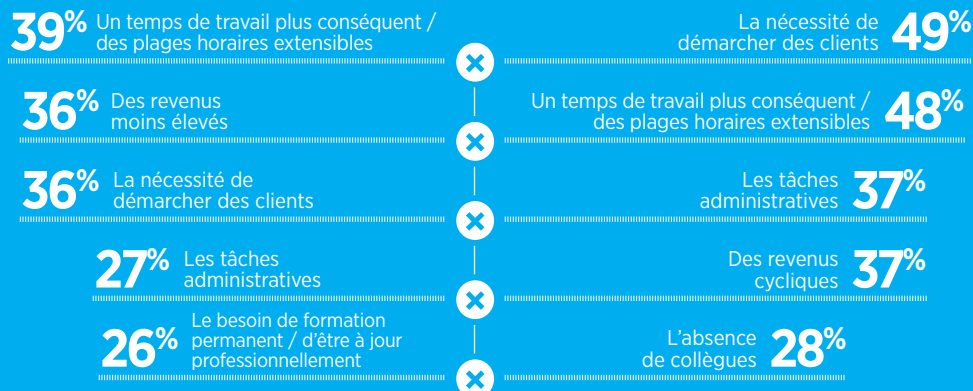 39% Un temps de travail plus conséquent /
des plages horaires extensibles
La nécessité de
démarcher des clients 49%
36% Des revenus
moins élevés
Un temps de travail plus conséquent /
des plages horaires extensibles 48%
36% La nécessité de
démarcher des clients
Les tâches
administratives 37%
27% Les tâches
administratives
Des revenus
cycliques 37%
26% Le besoin de formation
permanent / d'être à jour
professionnellement
L'absence
de collègues 28%